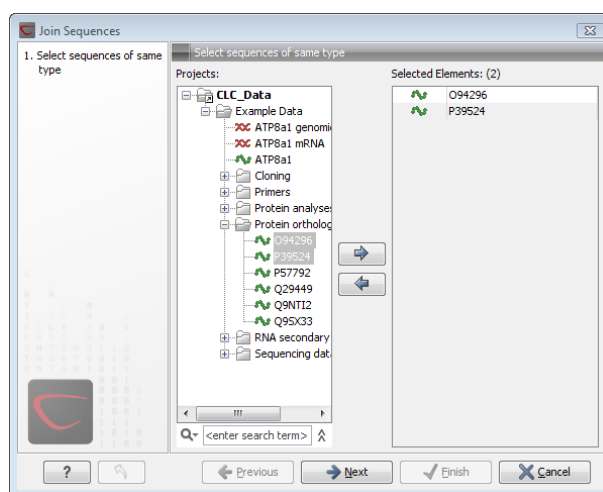 Join Sequences
1. Select sequences of same
type
Select sequences of same type
Projects:
CLC_Data
Example Data
ATP8a1 genomi
ATP8a1 mRNA
ATP8a1
Cloning
Primers
Protein analyse
Protein ortholog
O94296
P39524
P57792
Q29449
Q9NTI2
Q9SX33
RNA secondary
Sequencing dat
<enter search term>
Selected Elements: (2)
O94296
P39524
?
Previous
Next
Finish
Cancel